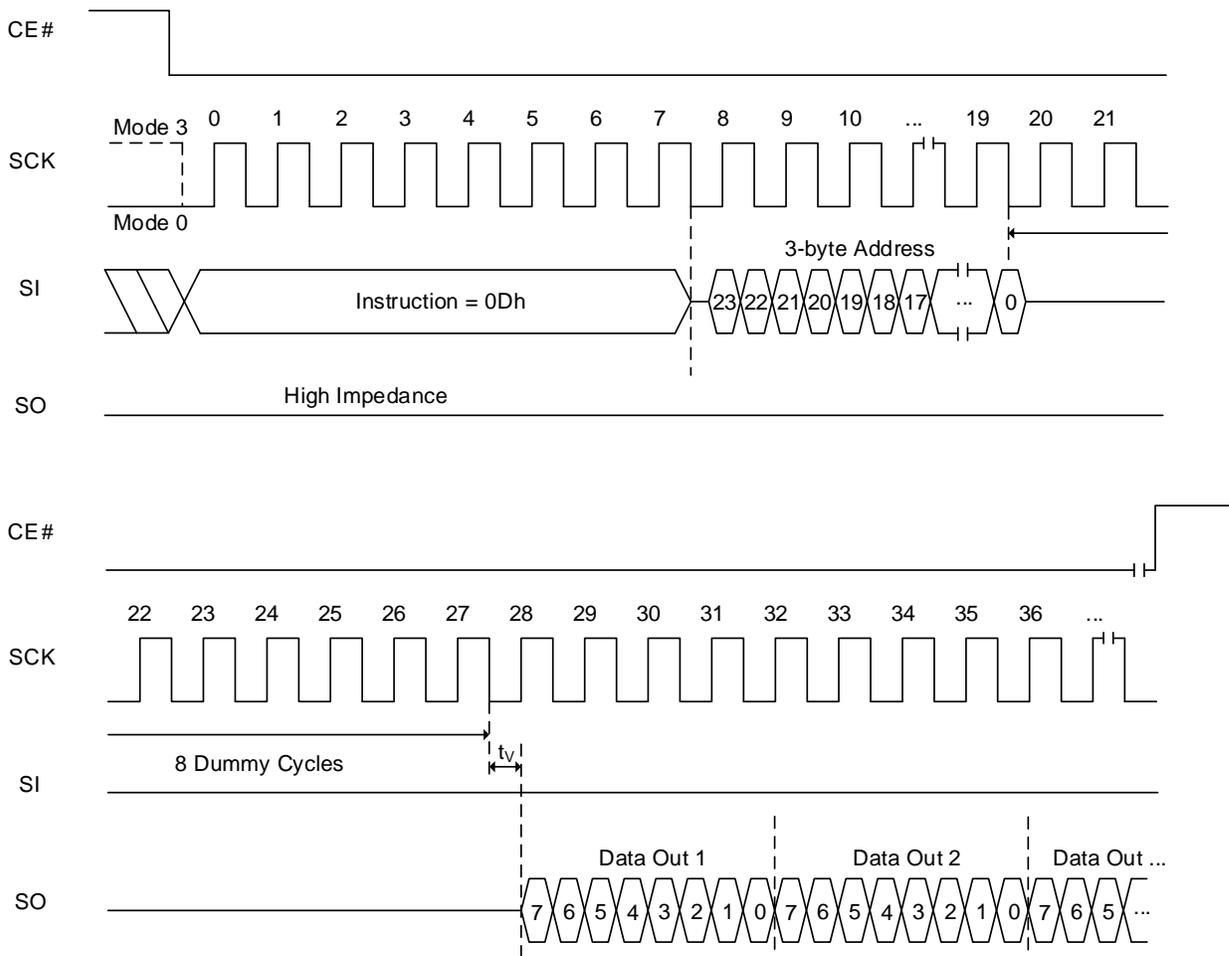 CE#
0 1 2 3 4 5 6 7 8 9 10 ... 19 20 21
Mode 3
SCK
Mode 0
3-byte Address
SI
Instruction = 0Dh 23 22 21 20 19 18 17 ... 0
High Impedance
SO
CE#
22 23 24 25 26 27 28 29 30 31 32 33 34 35 36 ...
SCK
8 Dummy Cycles tV
SI
Data Out 1 Data Out 2 Data Out ...
SO
7 6 5 4 3 2 1 0 7 6 5 4 3 2 1 0 7 6 5 ...